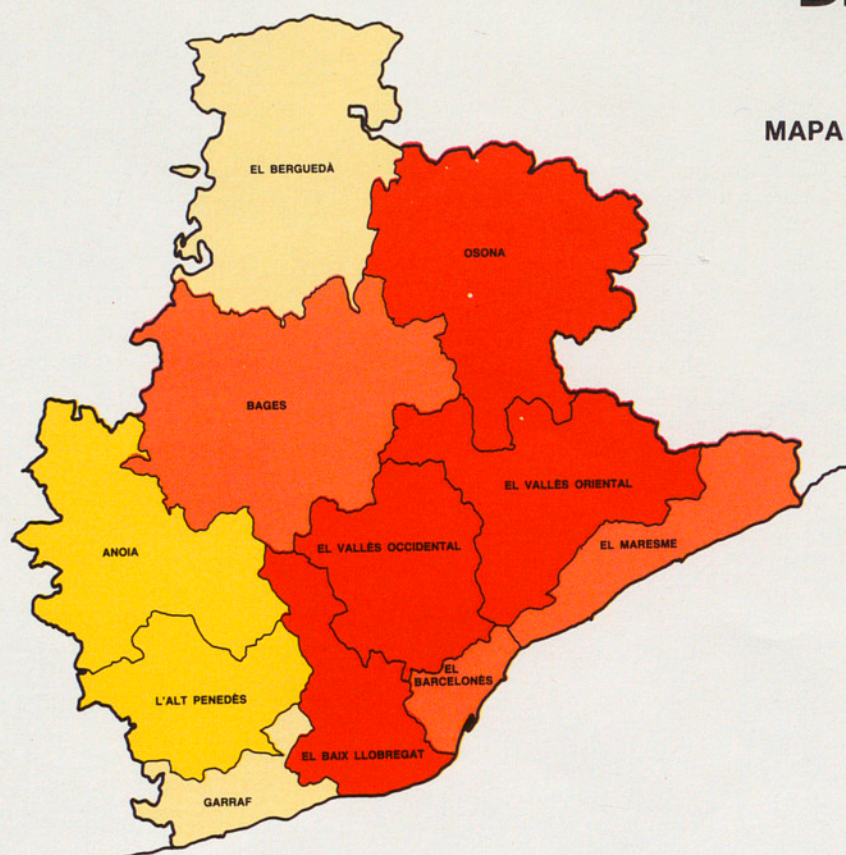 MAPA
EL BERGUEDÀ
OSONA
BAGES
EL VALLÈS ORIENTAL
EL MARESME
EL VALLÈS OCCIDENTAL
ANOIA
EL
BARCELONÈS
L'ALT PENEDÈS
EL BAIX LLOBREGAT
GARRAF